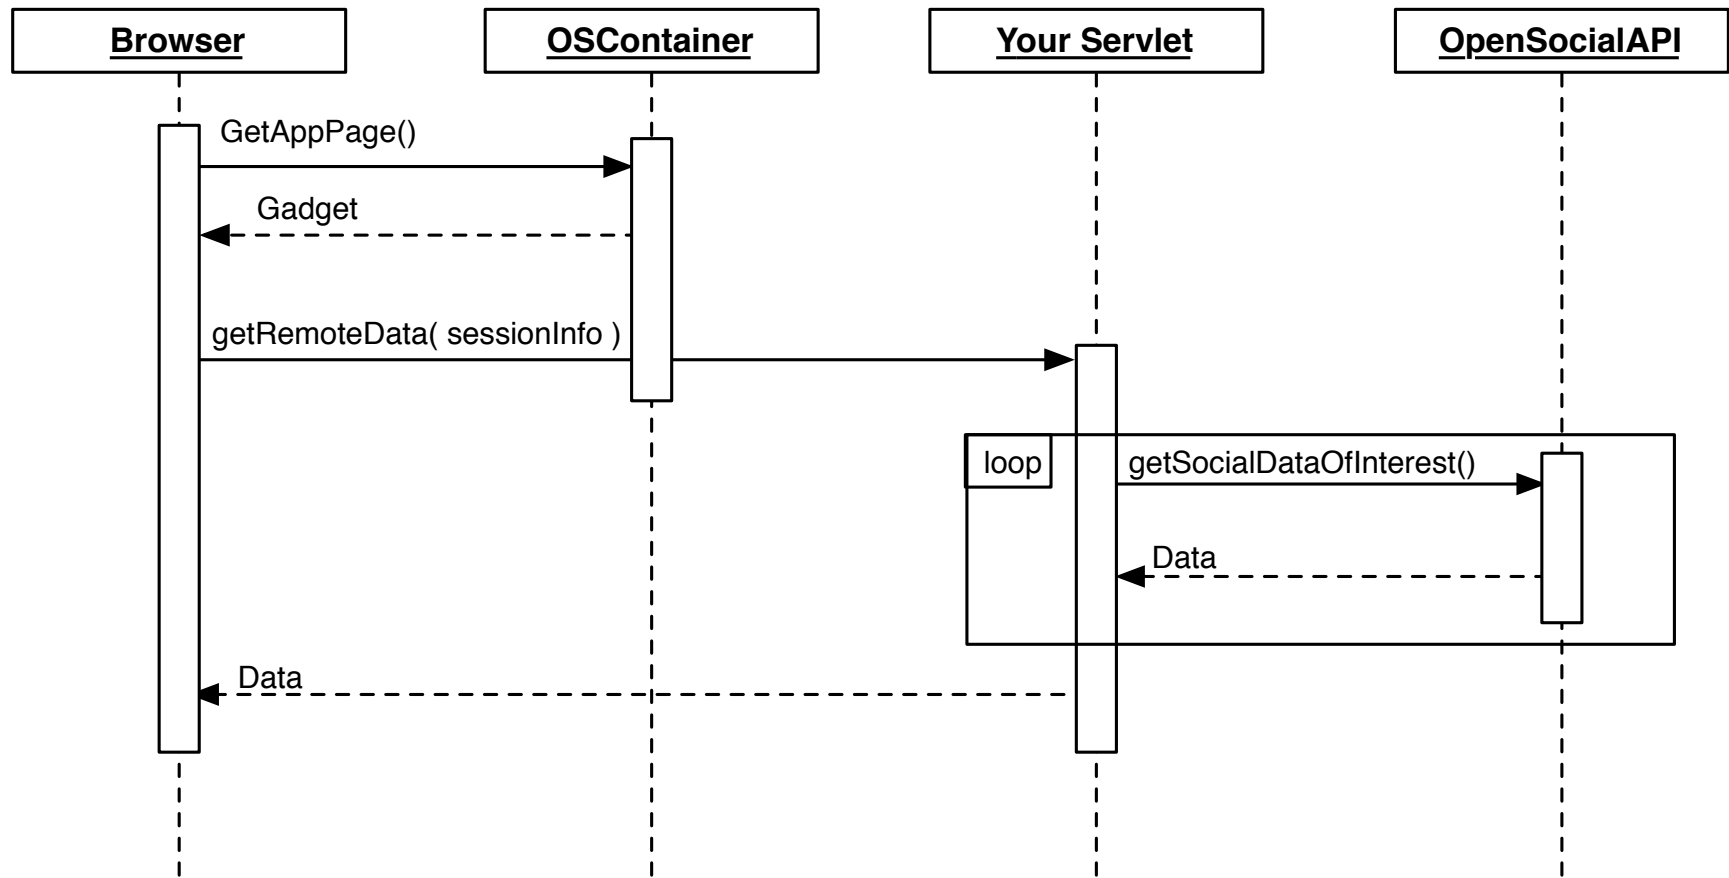 Browser
OSContainer
Your Servlet
OpenSocialAPI
GetAppPage()
Gadget
getRemoteData( sessionInfo )
loop
getSocialDataOfInterest()
Data
Data